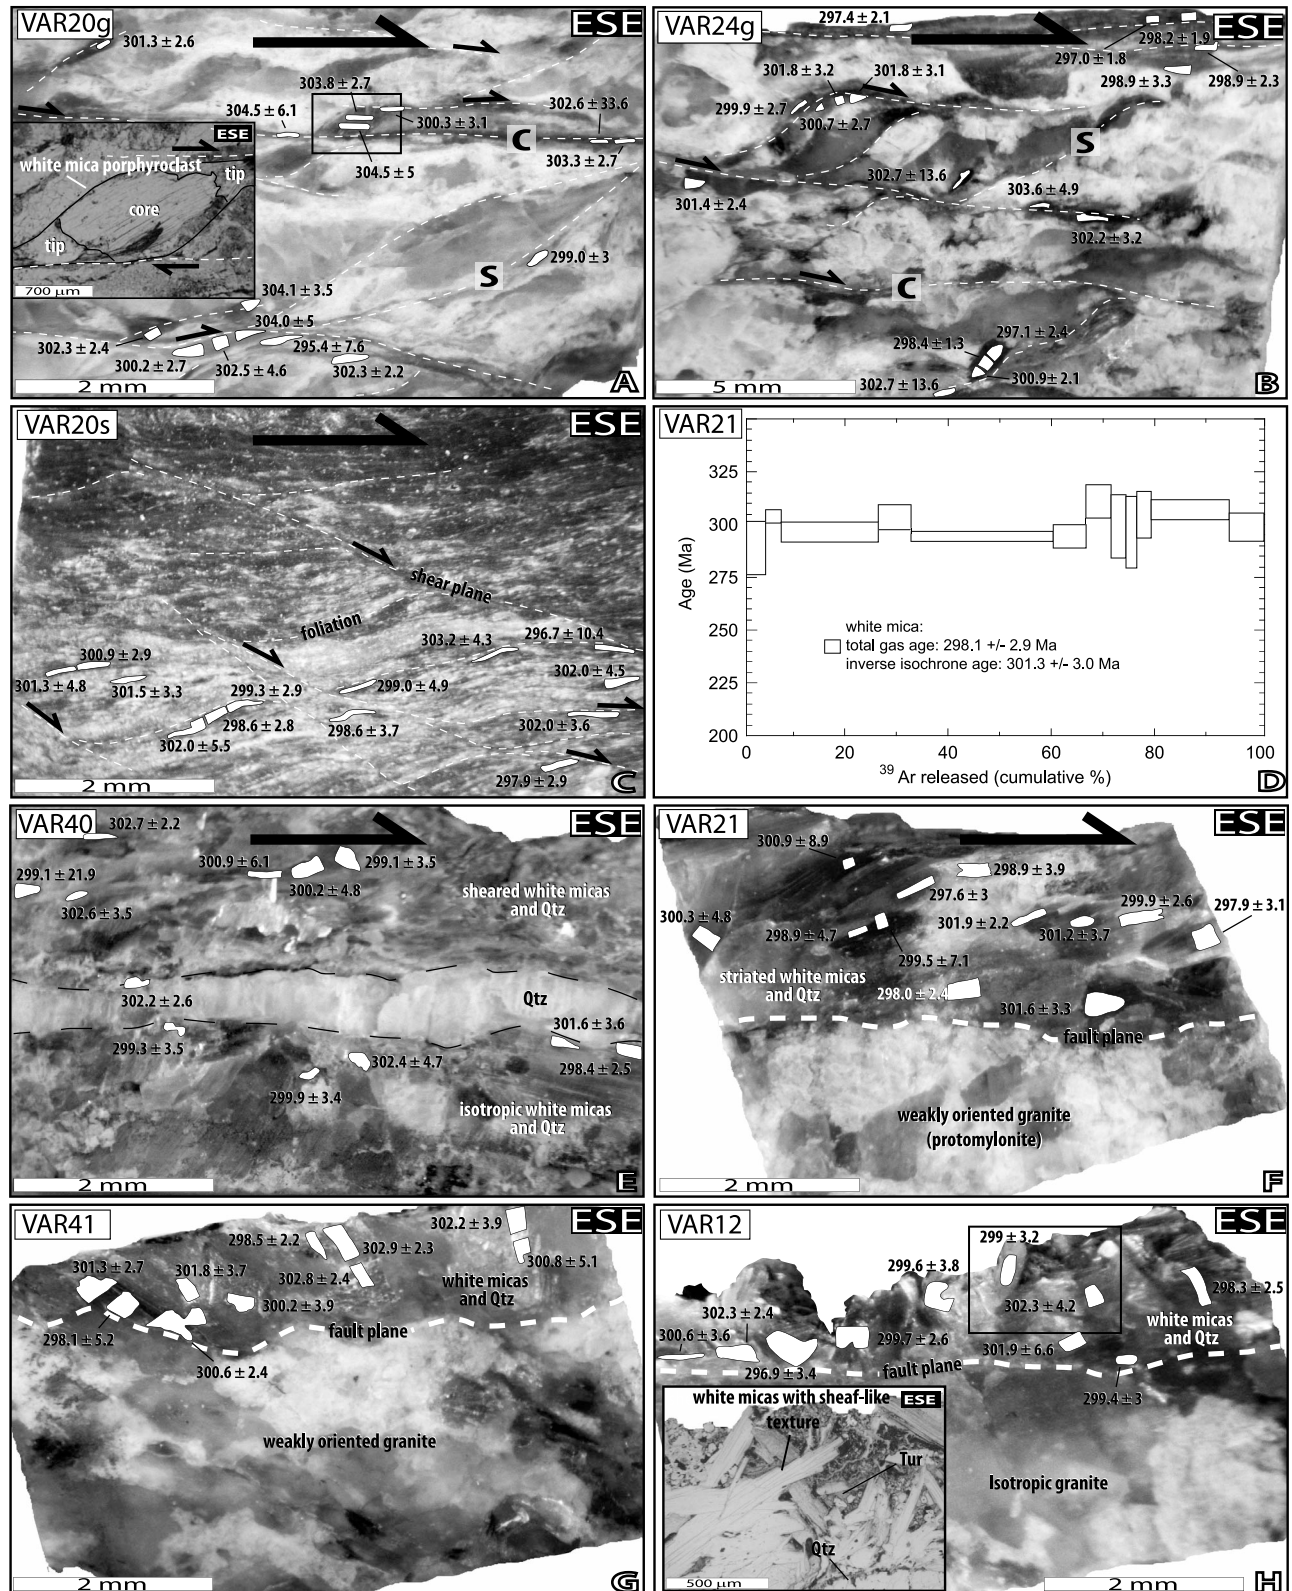 VAR20g
ESE
301.3 ± 2.6
303.8 ± 2.7
304.5 ± 6.1
300.3 ± 3.1
302.6 ± 33.6
C
303.3 ± 2.7
304.5 ± 5
ESE
white mica porphyroclast
tip
core
tip
700 µm
S
299.0 ± 3
304.1 ± 3.5
304.0 ± 5
302.3 ± 2.4
295.4 ± 7.6
300.2 ± 2.7
302.5 ± 4.6
302.3 ± 2.2
2 mm
A
VAR24g
ESE
297.4 ± 2.1
298.2 ± 1.9
297.0 ± 1.8
298.9 ± 3.3
298.9 ± 2.3
301.8 ± 3.2
301.8 ± 3.1
299.9 ± 2.7
300.7 ± 2.7
S
302.7 ± 13.6
303.6 ± 4.9
301.4 ± 2.4
302.2 ± 3.2
C
297.1 ± 2.4
298.4 ± 1.3
300.9 ± 2.1
302.7 ± 13.6
5 mm
B
VAR20s
ESE
shear plane
foliation
303.2 ± 4.3
296.7 ± 10.4
300.9 ± 2.9
301.3 ± 4.8
301.5 ± 3.3
299.3 ± 2.9
299.0 ± 4.9
302.0 ± 4.5
298.6 ± 2.8
298.6 ± 3.7
302.0 ± 3.6
302.0 ± 5.5
297.9 ± 2.9
2 mm
C
VAR21
325
300
275
250
225
200
Age (Ma)
white mica:
total gas age: 298.1 +/- 2.9 Ma
inverse isochrone age: 301.3 +/- 3.0 Ma
0 20 40 60 80 100
39 Ar released (cumulative %)
D
VAR40
ESE
302.7 ± 2.2
300.9 ± 6.1
299.1 ± 3.5
299.1 ± 21.9
300.2 ± 4.8
302.6 ± 3.5
sheared white micas
and Qtz
302.2 ± 2.6
Qtz
301.6 ± 3.6
299.3 ± 3.5
302.4 ± 4.7
298.4 ± 2.5
299.9 ± 3.4
isotropic white micas
and Qtz
2 mm
E
VAR21
ESE
300.9 ± 8.9
298.9 ± 3.9
297.6 ± 3
299.9 ± 2.6
297.9 ± 3.1
300.3 ± 4.8
301.9 ± 2.2
298.9 ± 4.7
301.2 ± 3.7
299.5 ± 7.1
striated white micas
and Qtz
298.0 ± 2.4
301.6 ± 3.3
fault plane
weakly oriented granite
(protomylonite)
2 mm
F
VAR41
ESE
302.2 ± 3.9
298.5 ± 2.2
302.9 ± 2.3
300.8 ± 5.1
301.3 ± 2.7
301.8 ± 3.7
302.8 ± 2.4
white micas
and Qtz
300.2 ± 3.9
fault plane
298.1 ± 5.2
300.6 ± 2.4
weakly oriented granite
2 mm
G
VAR12
ESE
299 ± 3.2
299.6 ± 3.8
298.3 ± 2.5
302.3 ± 2.4
302.3 ± 4.2
white micas
and Qtz
300.6 ± 3.6
299.7 ± 2.6
301.9 ± 6.6
296.9 ± 3.4
fault plane
299.4 ± 3
white micas with sheaf-like
texture
ESE
Tur
Qtz
500 µm
Isotropic granite
2 mm
H